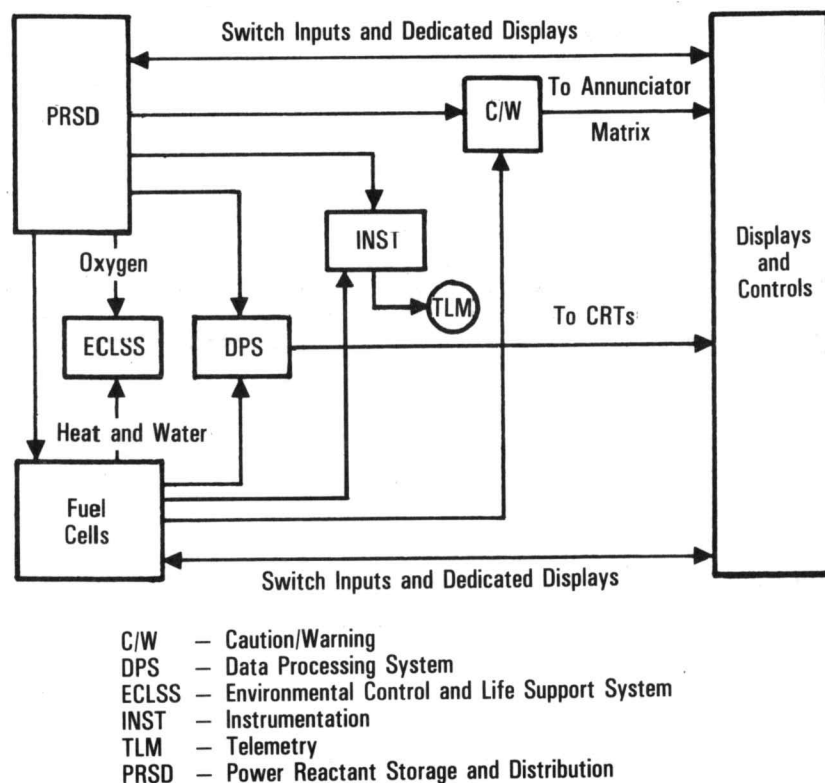 Switch Inputs and Dedicated Displays
PRSD
C/W
To Annunciator
Matrix
INST
Displays
and
Controls
Oxygen
TLM
ECLSS
DPS
To CRTs
Heat and Water
Fuel
Cells
Switch Inputs and Dedicated Displays
C/W – Caution/Warning
DPS – Data Processing System
ECLSS – Environmental Control and Life Support System
INST – Instrumentation
TLM – Telemetry
PRSD – Power Reactant Storage and Distribution